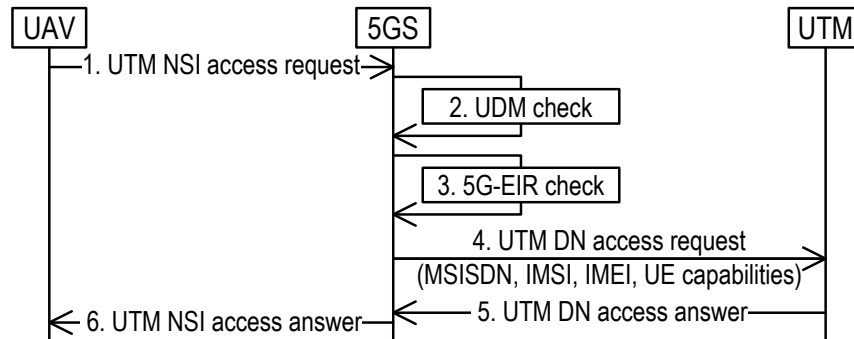 UAV
5GS
UTM
1. UTM NSI access request
2. UDM check
3. 5G-EIR check
4. UTM DN access request
(MSISDN, IMSI, IMEI, UE capabilities)
5. UTM DN access answer
6. UTM NSI access answer